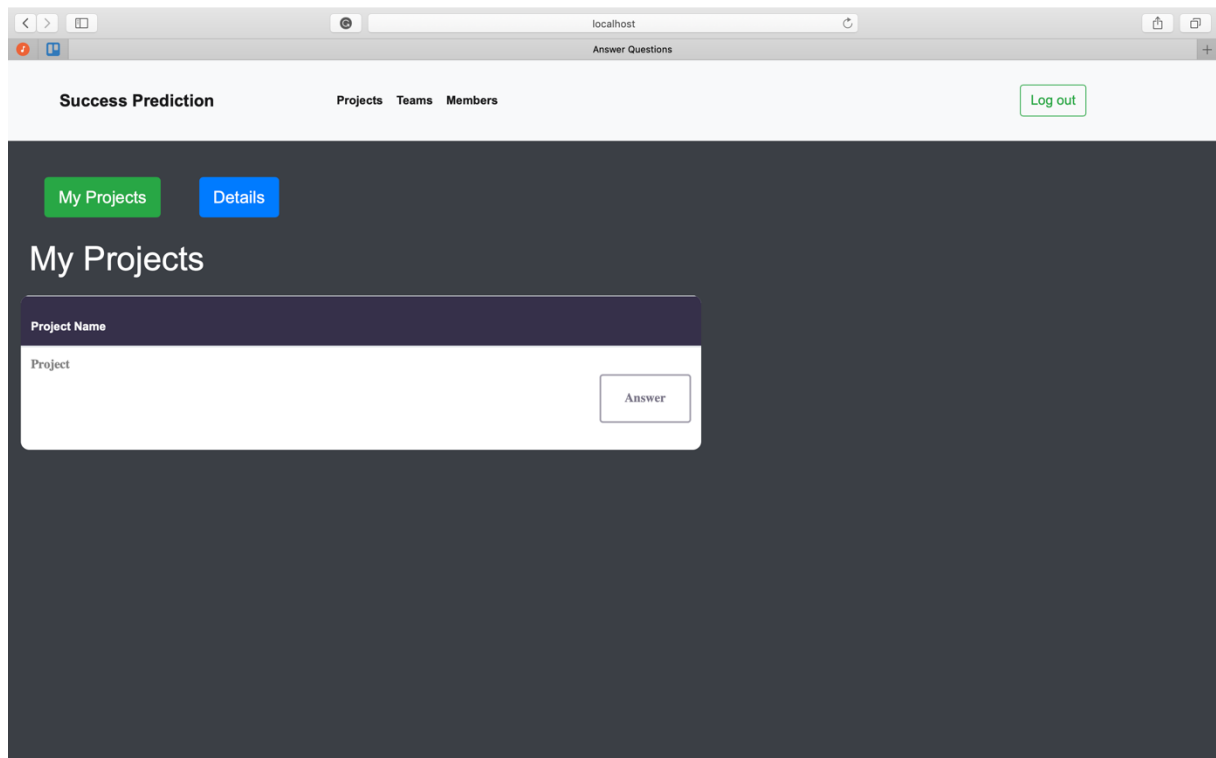 localhost
Answer Questions
Success Prediction Projects Teams Members Log out
My Projects Details
My Projects
Project Name
Project
Answer